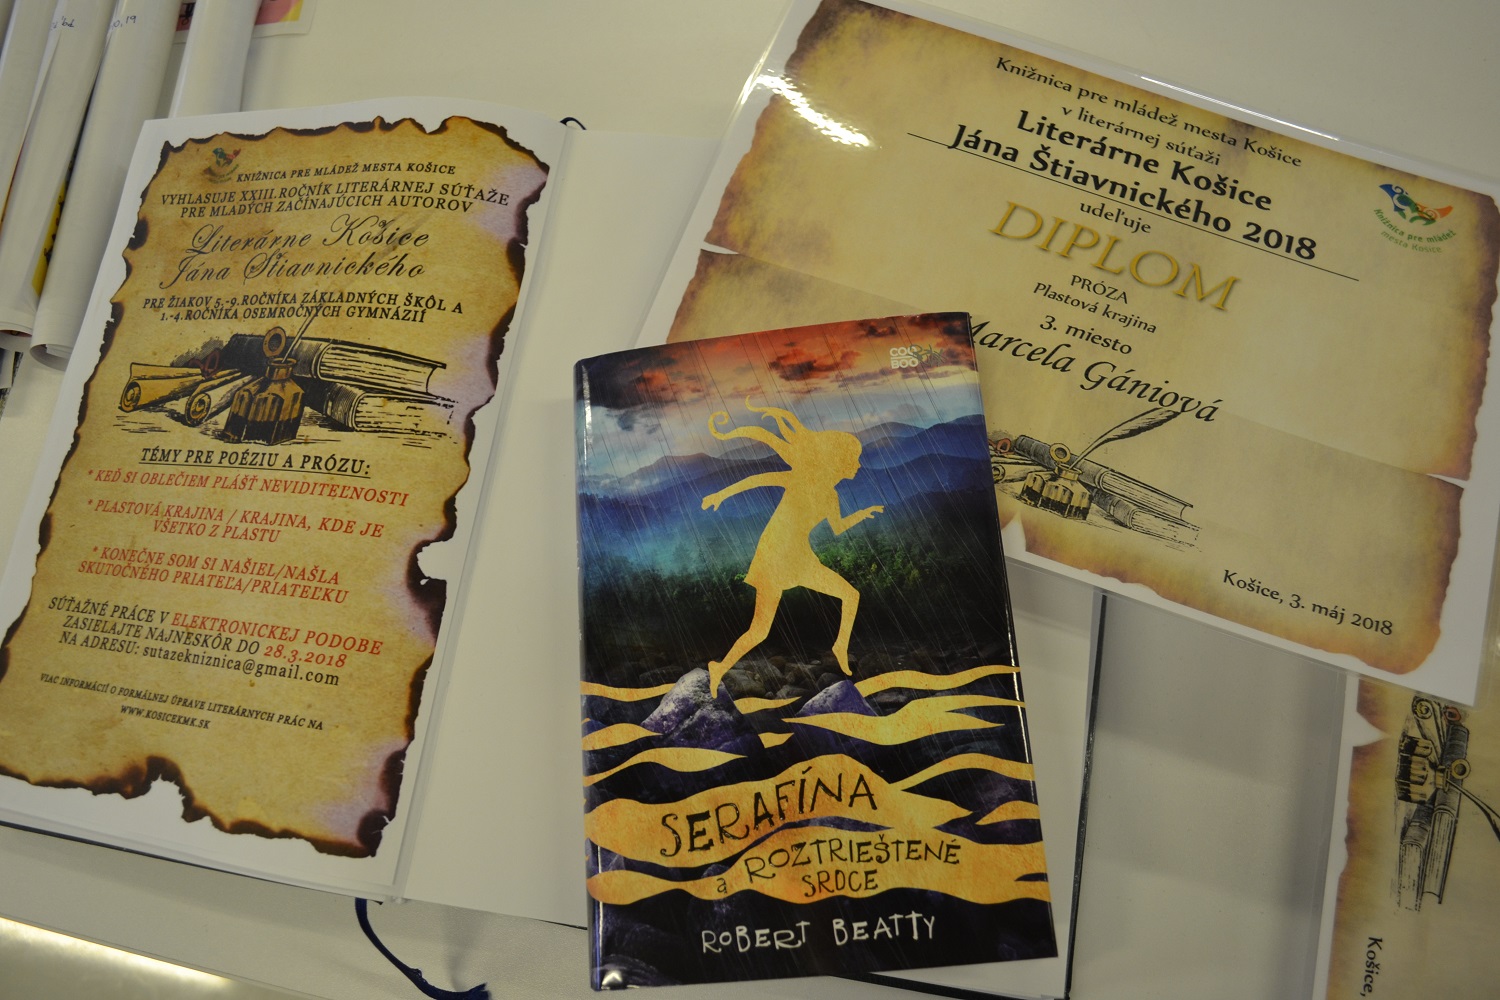 KNIŽNICA PRE MLÁDEŽ MESTA KOŠICE
VYHLASUJE XXIII. ROČNÍK LITERÁRNEJ SÚŤAŽE
PRE MLADÝCH ZAČÍNAJÚCICH AUTOROV
Literárne Košice
Jána Štiavnického
PRE ŽIAKOV 5.-9. ROČNÍKA ZÁKLADNÝCH ŠKÔL A
1.-4. ROČNÍKA OSEMROČNÝCH GYMNÁZIÍ
TÉMY PRE POÉZIU A PRÓZU:
* KEĎ SI OBLEČIEM PLÁŠŤ NEVIDITEĽNOSTI
* PLASTOVÁ KRAJINA / KRAJINA, KDE JE
VŠETKO Z PLASTU
* KONEČNE SOM SI NAŠIEL/NAŠLA
SKUTOČNÉHO PRIATEĽA/PRIATEĽKU
SÚŤAŽNÉ PRÁCE V ELEKTRONICKEJ PODOBE
ZASIELAJTE NAJNESKÔR DO 28.3.2018
NA ADRESU: sutazekniznica@gmail.com
VIAC INFORMÁCIÍ O FORMÁLNEJ ÚPRAVE LITERÁRNYCH PRÁC NA
WWW.KOSICEKMK.SK
SERAFÍNA
a ROZTRIEŠTENÉ
SRDCE
ROBERT BEATTY
Knižnica pre mládež mesta Košice
v literárnej súťaži
Literárne Košice
Jána Štiavnického 2018
udeľuje
DIPLOM
PRÓZA
Plastová krajina
3. miesto
Marcela Gániová
Košice, 3. máj 2018
Knižnica pre mládež
mesta Košice
Košice,